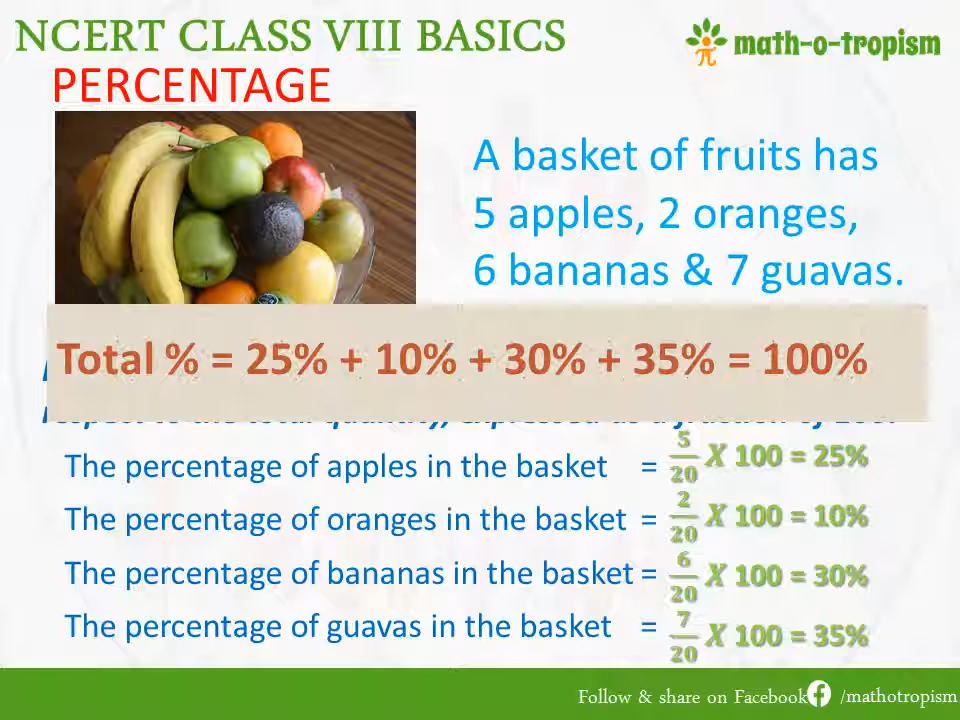 NCERT CLASS VIII BASICS
math-o-tropism
PERCENTAGE
A basket of fruits has
5 apples, 2 oranges,
6 bananas & 7 guavas.
Total % = 25% + 10% + 30% + 35% = 100%
The percentage of apples in the basket = 5/20 X 100 = 25%
The percentage of oranges in the basket = 2/20 X 100 = 10%
The percentage of bananas in the basket = 6/20 X 100 = 30%
The percentage of guavas in the basket = 7/20 X 100 = 35%
Follow & share on Facebook /mathotropism